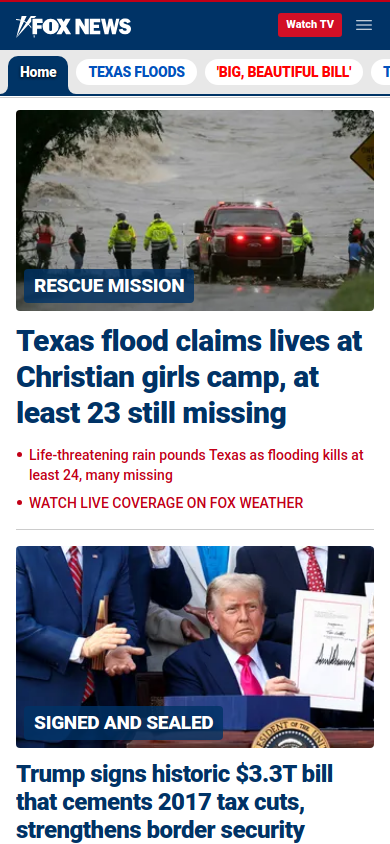 FOX NEWS
Watch TV
Home
TEXAS FLOODS
'BIG, BEAUTIFUL BILL'
RESCUE MISSION
Texas flood claims lives at
Christian girls camp, at
least 23 still missing
• Life-threatening rain pounds Texas as flooding kills at
least 24, many missing
• WATCH LIVE COVERAGE ON FOX WEATHER
SIGNED AND SEALED
Trump signs historic $3.3T bill
that cements 2017 tax cuts,
strengthens border security